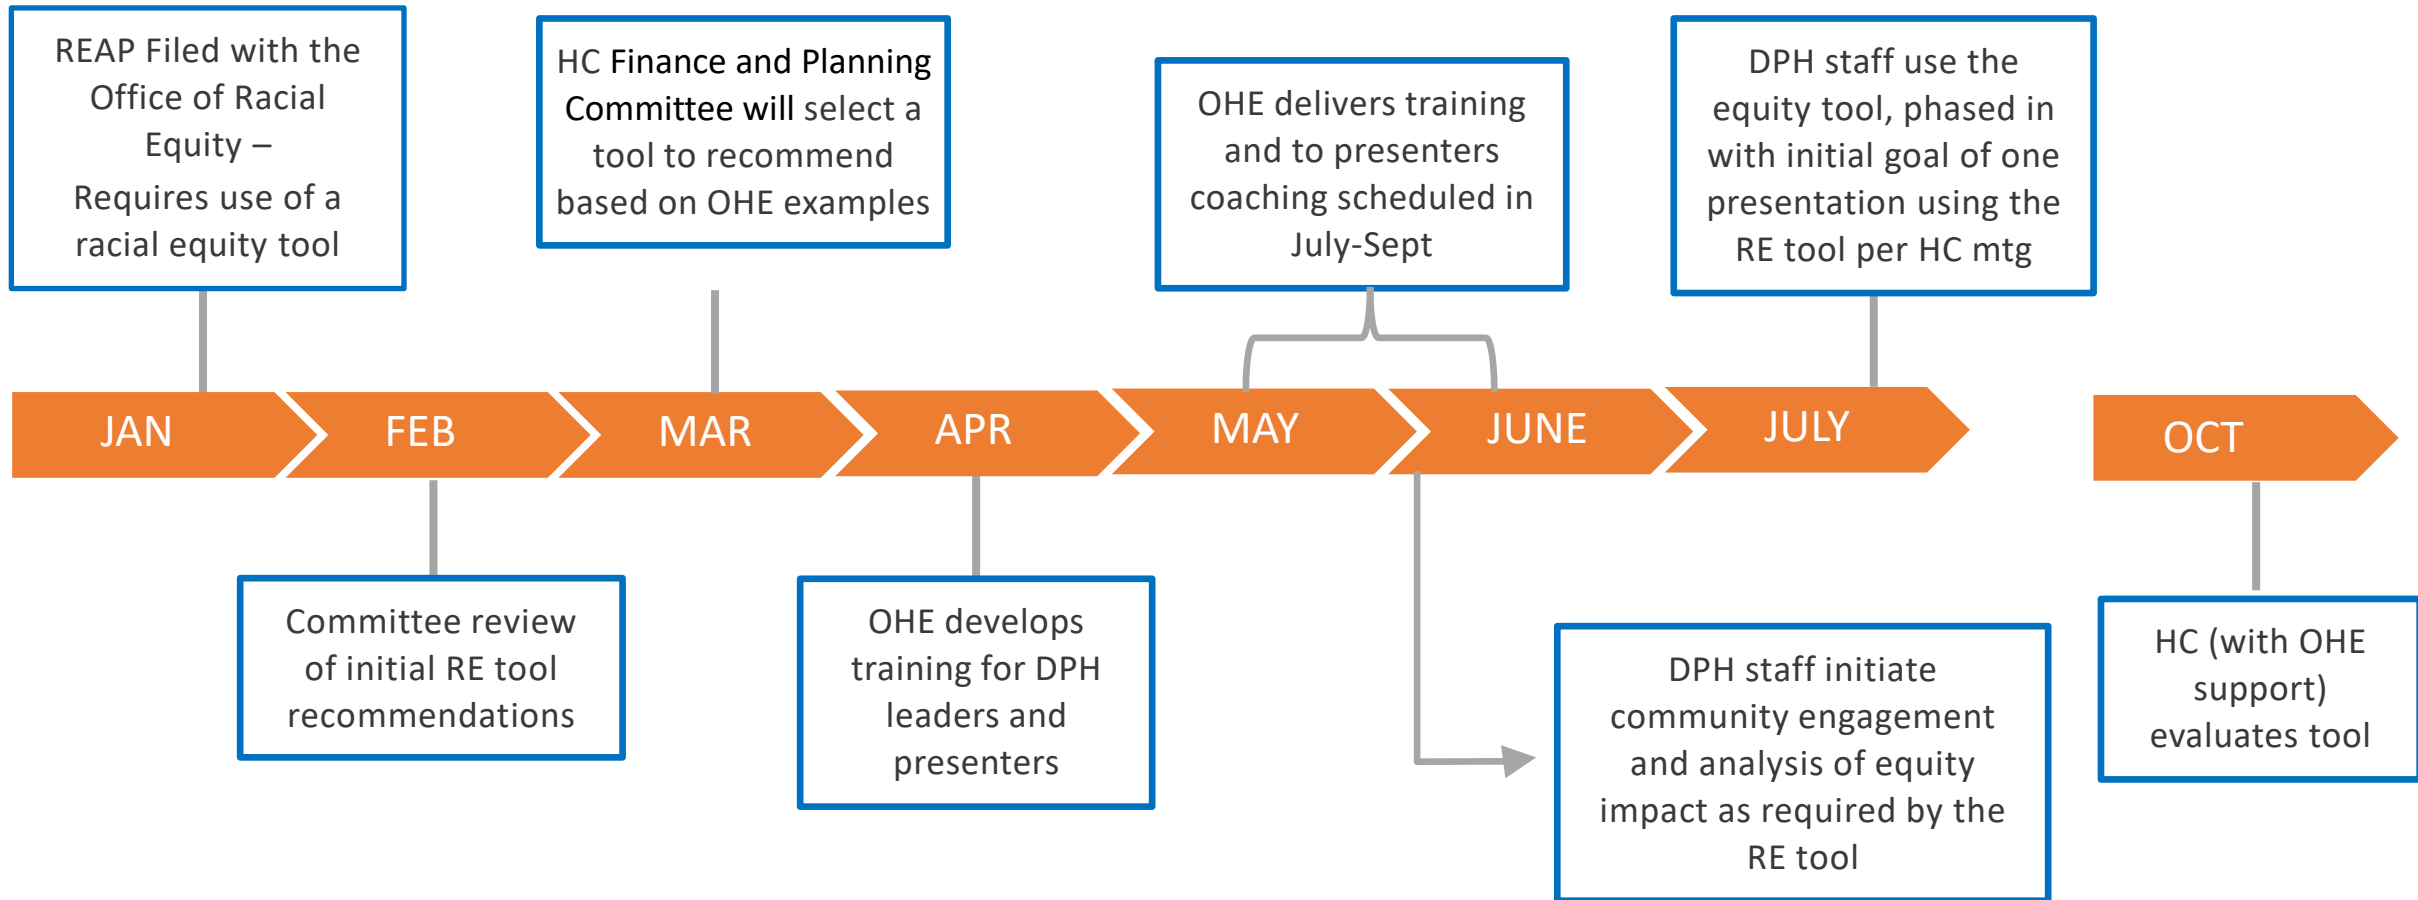 REAP Filed with the
Office of Racial
Equity –
Requires use of a
racial equity tool
HC Finance and Planning
Committee will select a
tool to recommend
based on OHE examples
OHE delivers training
and to presenters
coaching scheduled in
July-Sept
DPH staff use the
equity tool, phased in
with initial goal of one
presentation using the
RE tool per HC mtg
JAN
FEB
MAR
APR
MAY
JUNE
JULY
OCT
Committee review
of initial RE tool
recommendations
OHE develops
training for DPH
leaders and
presenters
DPH staff initiate
community engagement
and analysis of equity
impact as required by the
RE tool
HC (with OHE
support)
evaluates tool